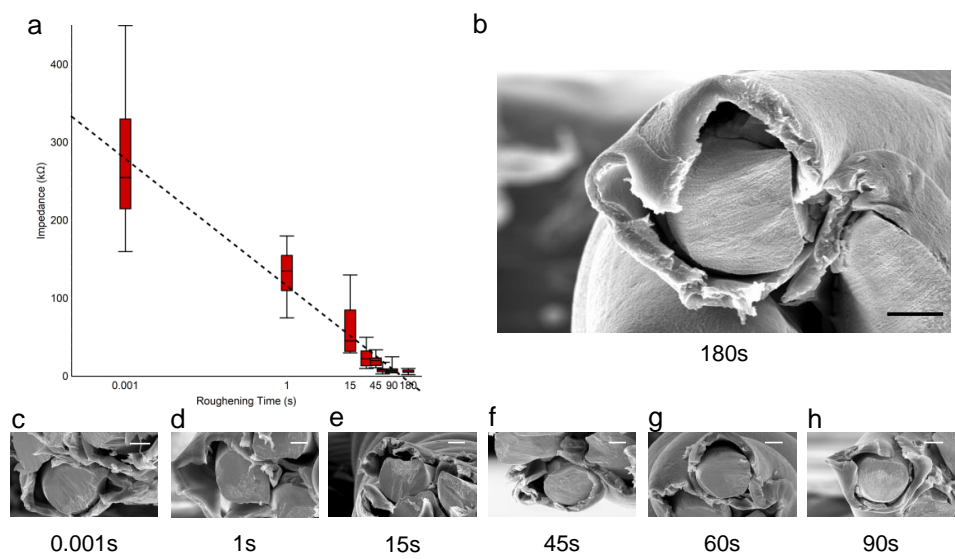 a
b
400
300
200
100
0
Impedance (kΩ)
0.001
1
15
45
90
180
Roughening Time (s)
180s
c
d
e
f
g
h
0.001s
1s
15s
45s
60s
90s